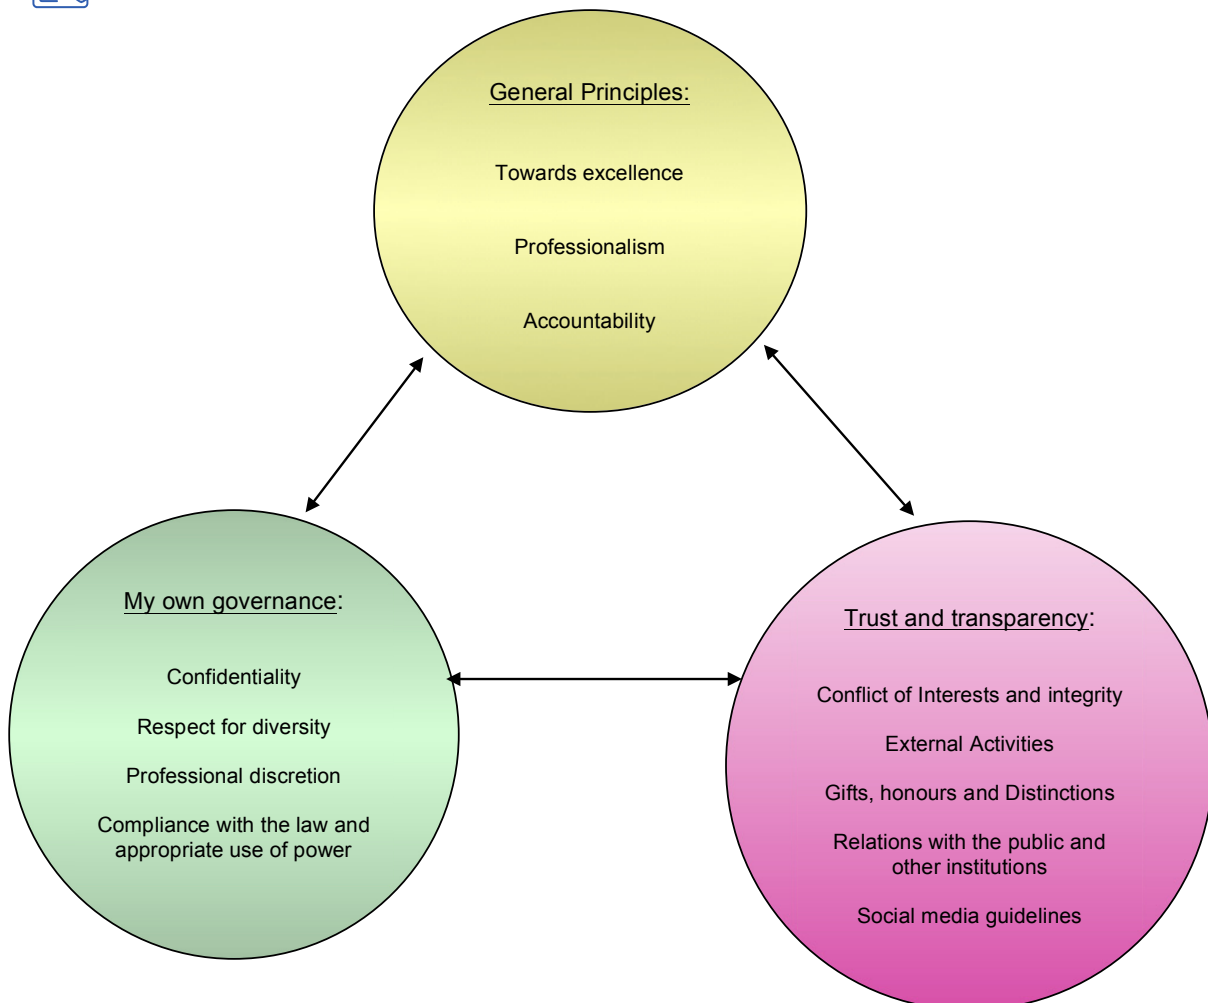 General Principles:
Towards excellence
Professionalism
Accountability
My own governance:
Confidentiality
Respect for diversity
Professional discretion
Compliance with the law and
appropriate use of power
Trust and transparency:
Conflict of Interests and integrity
External Activities
Gifts, honours and Distinctions
Relations with the public and
other institutions
Social media guidelines